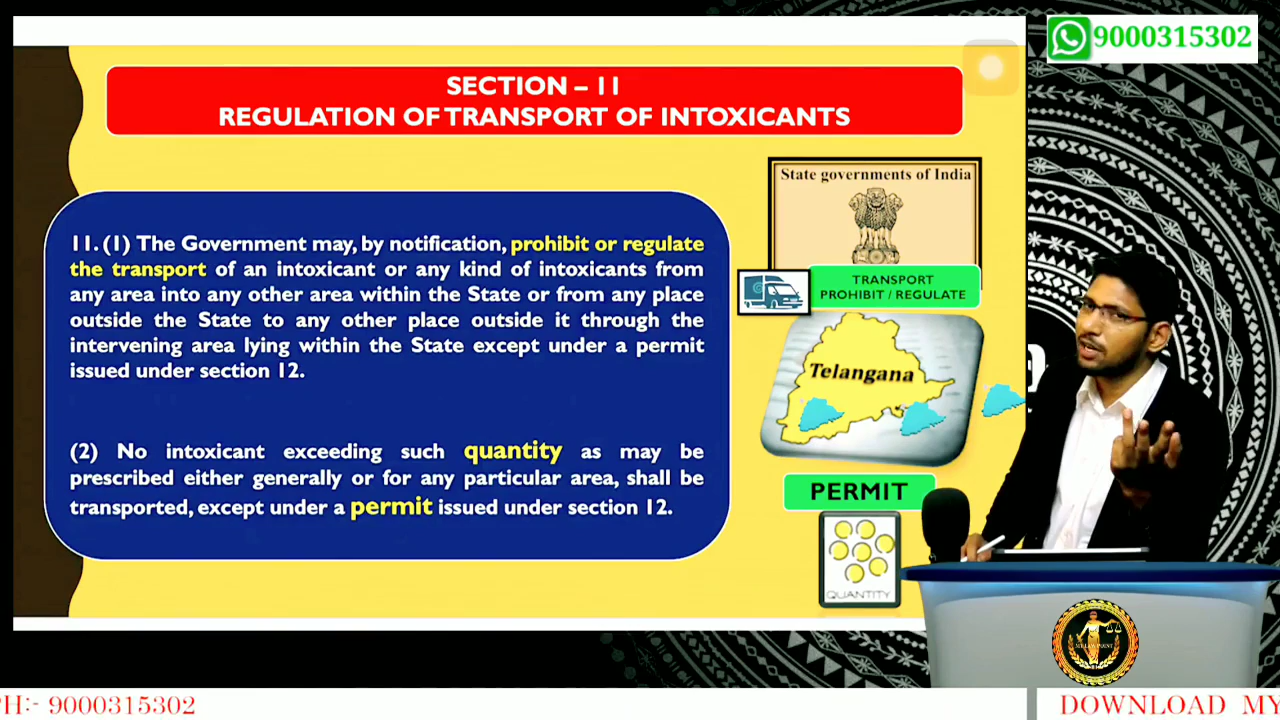 9000315302
SECTION – 11
REGULATION OF TRANSPORT OF INTOXICANTS
State governments of India
TRANSPORT
PROHIBIT / REGULATE
11. (1) The Government may, by notification, prohibit or regulate
the transport of an intoxicant or any kind of intoxicants from
any area into any other area within the State or from any place
outside the State to any other place outside it through the
intervening area lying within the State except under a permit
issued under section 12.
(2) No intoxicant exceeding such quantity as may be
prescribed either generally or for any particular area, shall be
transported, except under a permit issued under section 12.
Telangana
PERMIT
QUANTITY
MY LAW POINT
PH:- 9000315302
DOWNLOAD MY